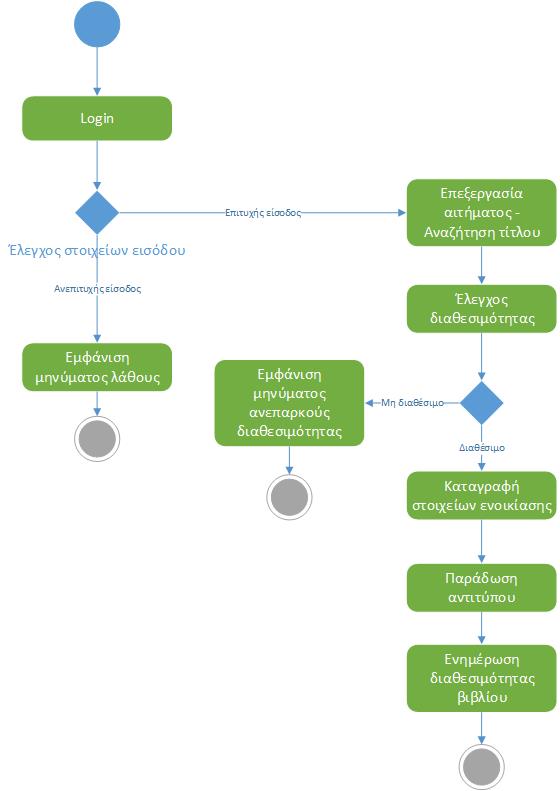 Login
Επιτυχής είσοδος
Επεξεργασία
αιτήματος -
Αναζήτηση τίτλου
Έλεγχος στοιχείων εισόδου
Ανεπιτυχής είσοδος
Έλεγχος
διαθεσιμότητας
Εμφάνιση
μηνύματος λάθους
Εμφάνιση
μηνύματος
ανεπαρκούς
διαθεσιμότητας
Μη διαθέσιμο
Διαθέσιμο
Καταγραφή
στοιχείων ενοικίασης
Παράδωση
αντιτύπου
Ενημέρωση
διαθεσιμότητας
βιβλίου